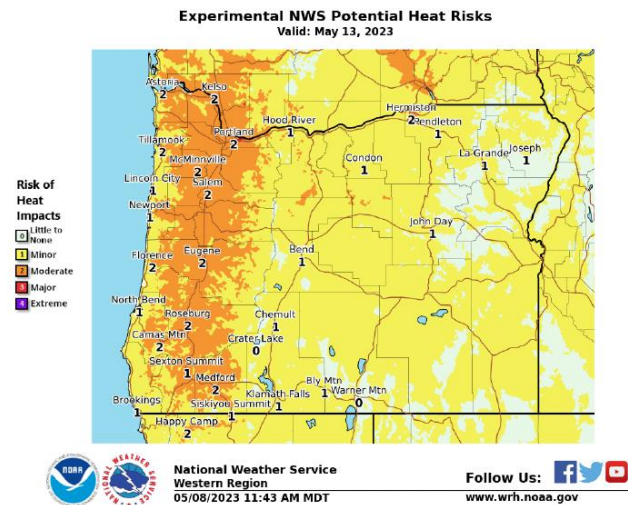 Experimental NWS Potential Heat Risks
Valid: May 13, 2023
Astoria
2
Kelso
2
Hood River
1
Hermiston
2
Pendleton
1
Portland
2
Tillamook
2
McMinnville
2
Condon
1
La Grande
1
Joseph
1
Lincoln City
1
Salem
2
Newport
1
John Day
1
Florence
2
Eugene
2
Bend
1
North Bend
1
Roseburg
2
Chemult
1
Camas Mtn
2
Crater Lake
0
Sexton Summit
1
Medford
2
Klamath Falls
1
Bly Mtn
1
Warner Mtn
0
Brookings
1
Siskiyou Summit
1
Happy Camp
2
Risk of
Heat
Impacts
0 Little to
None
1 Minor
2 Moderate
3 Major
4 Extreme
NOAA
National Weather Service
Western Region
05/08/2023 11:43 AM MDT
Follow Us:
www.wrh.noaa.gov